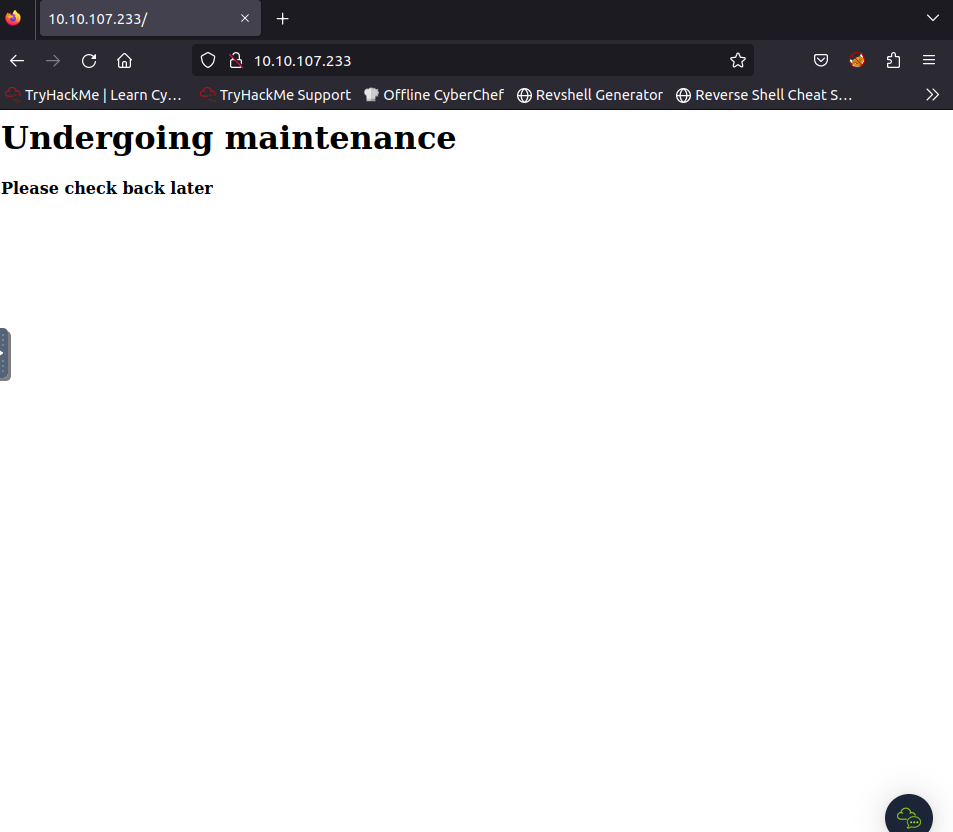 10.10.107.233/
10.10.107.233
TryHackMe | Learn Cy… TryHackMe Support Offline CyberChef Revshell Generator Reverse Shell Cheat S…
Undergoing maintenance
Please check back later